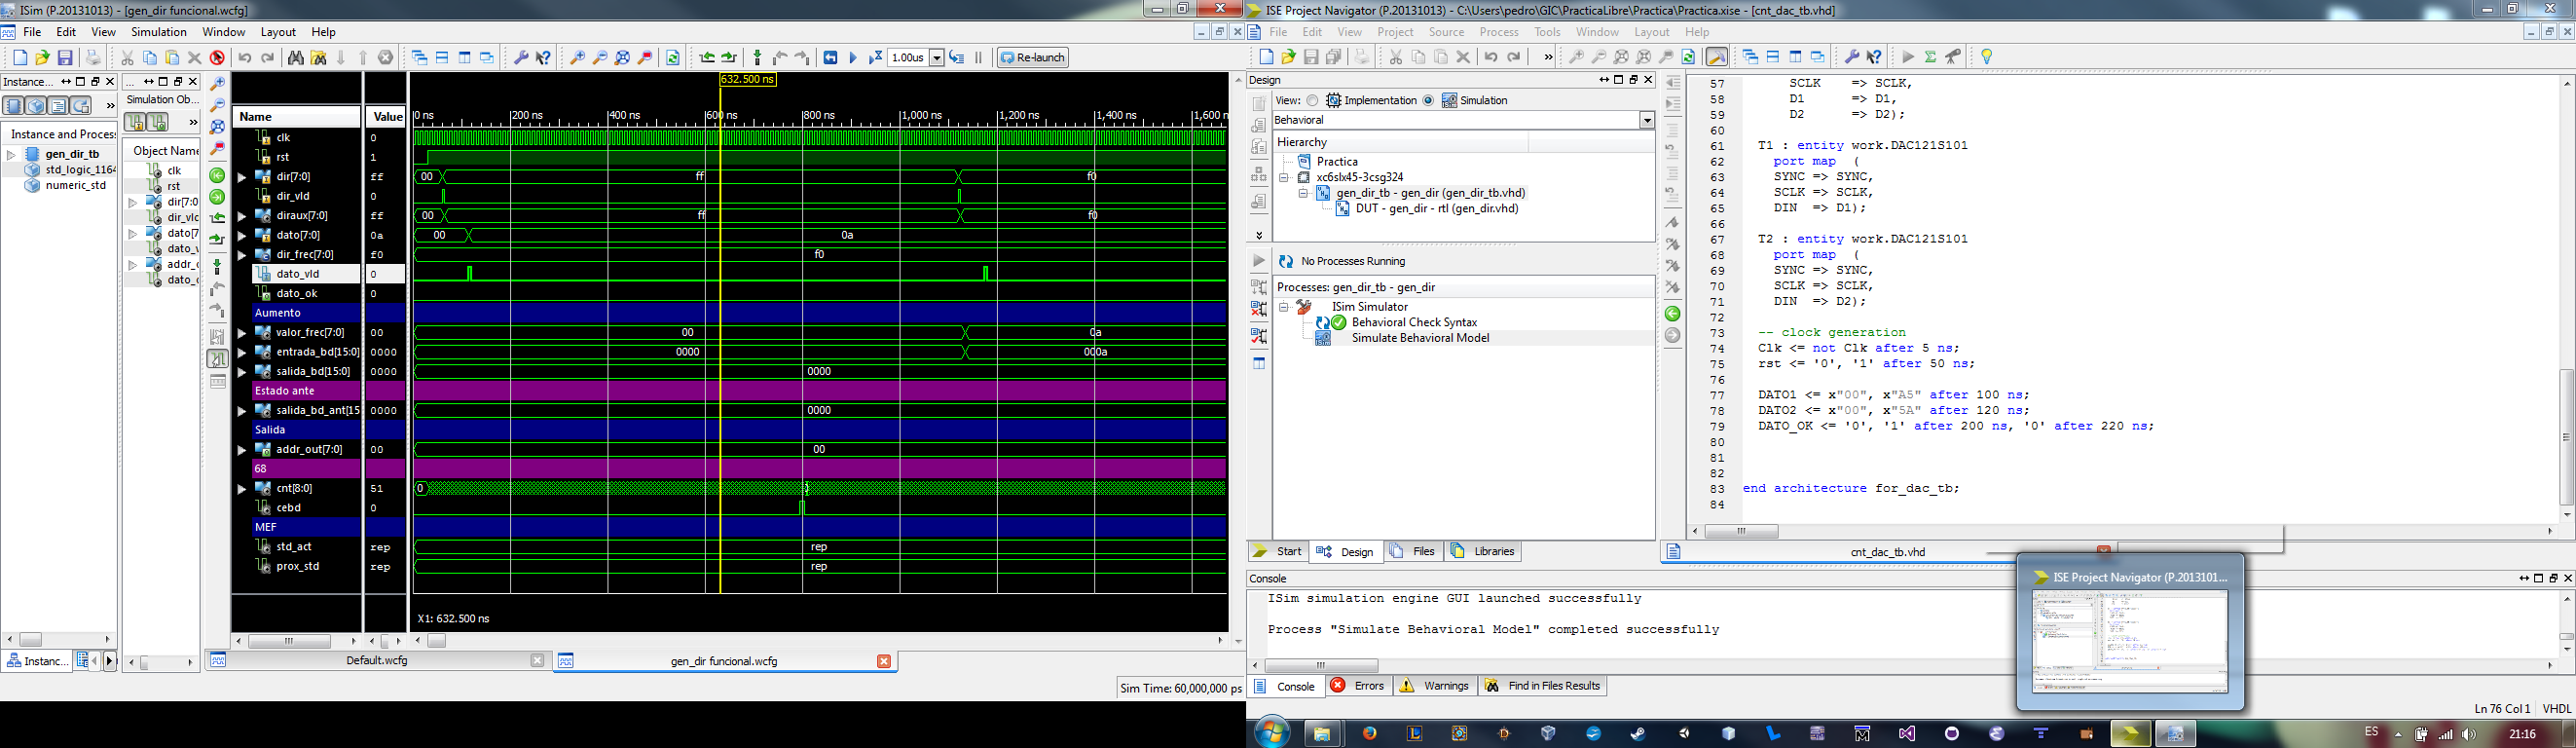 ISim (P.20131013) - [gen_dir funcional.wcfg]
File Edit View Simulation Window Layout Help
1.00us
Re-launch
Instance...
Simulation Ob...
Instance and Process
gen_dir_tb
std_logic_1164
numeric_std
Object Name
clk
rst
dir[7:0
dir_vld
dato[7
dato_v
addr_o
dato_o
632.500 ns
Name Value
0 ns 200 ns 400 ns 600 ns 800 ns 1,000 ns 1,200 ns 1,400 ns 1,600 n
clk 0
rst 1
dir[7:0] ff 00 ff f0
dir_vld 0
diraux[7:0] ff 00 ff f0
dato[7:0] 0a 00 0a
dir_frec[7:0] f0 f0
dato_vld 0
dato_ok 0
Aumento
valor_frec[7:0] 00 00 0a
entrada_bd[15:0] 0000 0000 000a
salida_bd[15:0] 0000 0000
Estado ante
salida_bd_ant[15 0000 0000
Salida
addr_out[7:0] 00 00
68
cnt[8:0] 51 0
cebd 0
MEF
std_act rep rep
prox_std rep rep
X1: 632.500 ns
Instanc...
Default.wcfg
gen_dir funcional.wcfg
Sim Time: 60,000,000 ps
ISE Project Navigator (P.20131013) - C:\Users\pedro\GIC\PracticaLibre\Practica\Practica.xise - [cnt_dac_tb.vhd]
File Edit View Project Source Process Tools Window Layout Help
Design
View: Implementation Simulation
Behavioral
Hierarchy
Practica
xc6slx45-3csg324
gen_dir_tb - gen_dir (gen_dir_tb.vhd)
DUT - gen_dir - rtl (gen_dir.vhd)
No Processes Running
Processes: gen_dir_tb - gen_dir
ISim Simulator
Behavioral Check Syntax
Simulate Behavioral Model
Start Design Files Libraries
57 SCLK => SCLK,
58 D1 => D1,
59 D2 => D2);
60
61 T1 : entity work.DAC121S101
62 port map (
63 SYNC => SYNC,
64 SCLK => SCLK,
65 DIN => D1);
66
67 T2 : entity work.DAC121S101
68 port map (
69 SYNC => SYNC,
70 SCLK => SCLK,
71 DIN => D2);
72
73 -- clock generation
74 Clk <= not Clk after 5 ns;
75 rst <= '0', '1' after 50 ns;
76
77 DATO1 <= x"00", x"A5" after 100 ns;
78 DATO2 <= x"00", x"5A" after 120 ns;
79 DATO_OK <= '0', '1' after 200 ns, '0' after 220 ns;
80
81
82
83 end architecture for_dac_tb;
84
cnt_dac_tb.vhd
Console
ISim simulation engine GUI launched successfully
Process "Simulate Behavioral Model" completed successfully
Console Errors Warnings Find in Files Results
ISE Project Navigator (P.2013101...
Ln 76 Col 1 VHDL
ES 21:16